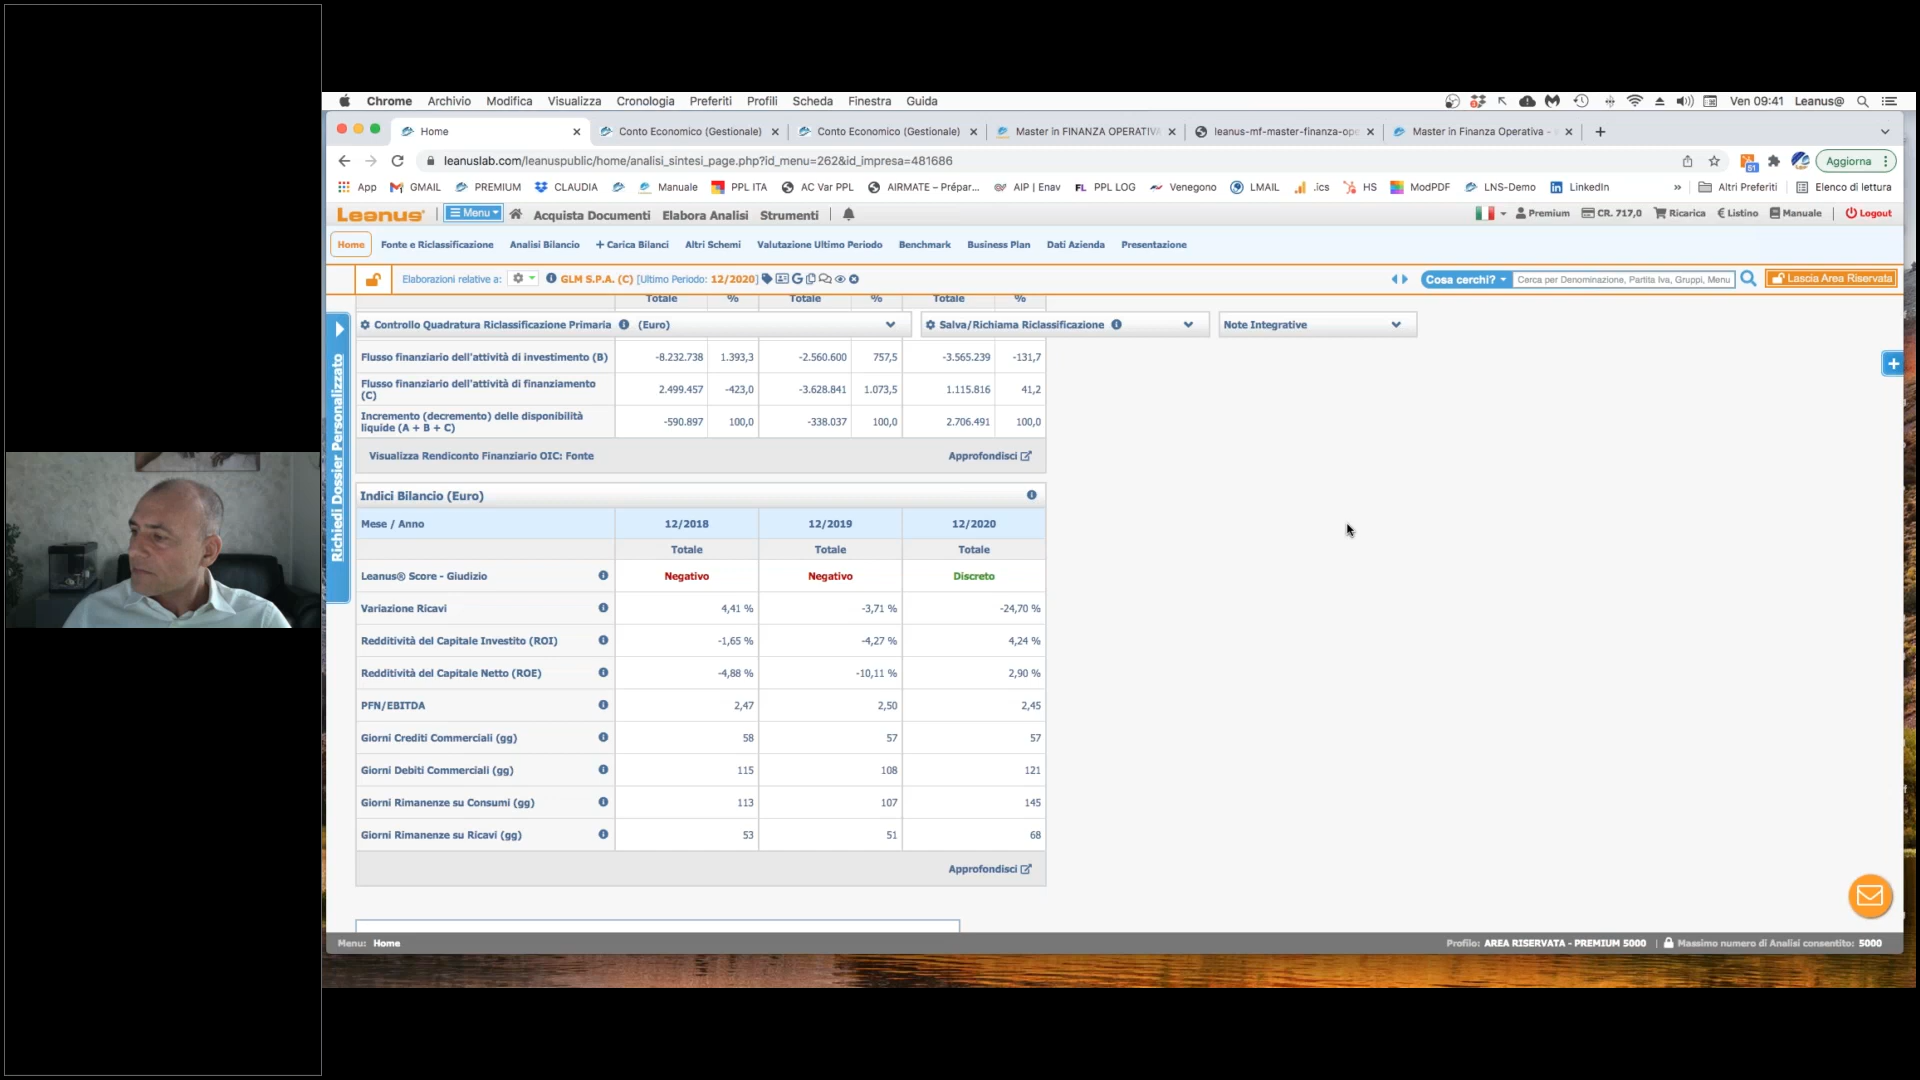 Chrome Archivio Modifica Visualizza Cronologia Preferiti Profili Scheda Finestra Guida Ven 09:41 Leanus@
Home Conto Economico (Gestionale) Conto Economico (Gestionale) Master in FINANZA OPERATIVA leanus-mf-master-finanza-ope Master in Finanza Operativa -
leanuslab.com/leanuspublic/home/analisi_sintesi_page.php?id_menu=262&id_impresa=481686 51 Aggiorna
App GMAIL PREMIUM CLAUDIA Manuale PPL ITA AC Var PPL AIRMATE – Prépar... AIP | Enav FL PPL LOG Venegono LMAIL .ics HS ModPDF LNS-Demo LinkedIn » Altri Preferiti Elenco di lettura
Leanus® Menu Acquista Documenti Elabora Analisi Strumenti Premium CR. 717,0 Ricarica € Listino Manuale Logout
Home Fonte e Riclassificazione Analisi Bilancio + Carica Bilanci Altri Schemi Valutazione Ultimo Periodo Benchmark Business Plan Dati Azienda Presentazione
Elaborazioni relative a: GLM S.P.A. (C) [Ultimo Periodo: 12/2020] Cosa cerchi? Cerca per Denominazione, Partita Iva, Gruppi, Menu Lascia Area Riservata
Totale % Totale % Totale %
Controllo Quadratura Riclassificazione Primaria (Euro) Salva/Richiama Riclassificazione Note Integrative
Richiedi Dossier Personalizzato
Flusso finanziario dell'attività di investimento (B) -8.232.738 1.393,3 -2.560.600 757,5 -3.565.239 -131,7
Flusso finanziario dell'attività di finanziamento
(C) 2.499.457 -423,0 -3.628.841 1.073,5 1.115.816 41,2
Incremento (decremento) delle disponibilità
liquide (A + B + C) -590.897 100,0 -338.037 100,0 2.706.491 100,0
Visualizza Rendiconto Finanziario OIC: Fonte Approfondisci
Indici Bilancio (Euro)
Mese / Anno 12/2018 12/2019 12/2020
Totale Totale Totale
Leanus® Score - Giudizio Negativo Negativo Discreto
Variazione Ricavi 4,41 % -3,71 % -24,70 %
Redditività del Capitale Investito (ROI) -1,65 % -4,27 % 4,24 %
Redditività del Capitale Netto (ROE) -4,88 % -10,11 % 2,90 %
PFN/EBITDA 2,47 2,50 2,45
Giorni Crediti Commerciali (gg) 58 57 57
Giorni Debiti Commerciali (gg) 115 108 121
Giorni Rimanenze su Consumi (gg) 113 107 145
Giorni Rimanenze su Ricavi (gg) 53 51 68
Approfondisci
Menu: Home Profilo: AREA RISERVATA - PREMIUM 5000 | Massimo numero di Analisi consentito: 5000